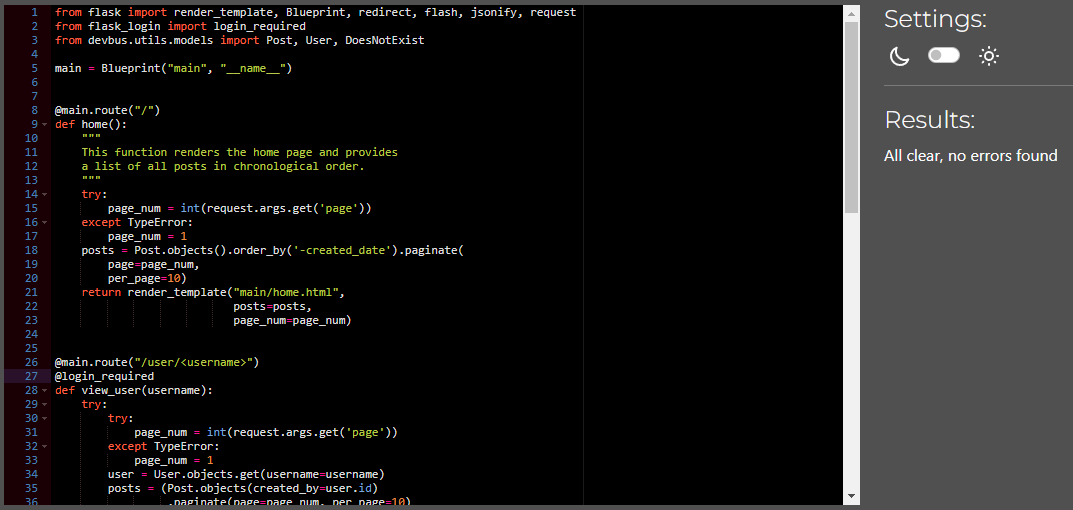 1 from flask import render_template, Blueprint, redirect, flash, jsonify, request
2 from flask_login import login_required
3 from devbus.utils.models import Post, User, DoesNotExist
4
5 main = Blueprint("main", "__name__")
6
7
8 @main.route("/")
9 def home():
10     """
11     This function renders the home page and provides
12     a list of all posts in chronological order.
13     """
14     try:
15         page_num = int(request.args.get('page'))
16     except TypeError:
17         page_num = 1
18     posts = Post.objects().order_by('-created_date').paginate(
19         page=page_num,
20         per_page=10)
21     return render_template("main/home.html",
22                            posts=posts,
23                            page_num=page_num)
24
25
26 @main.route("/user/<username>")
27 @login_required
28 def view_user(username):
29     try:
30         try:
31             page_num = int(request.args.get('page'))
32         except TypeError:
33             page_num = 1
34         user = User.objects.get(username=username)
35         posts = (Post.objects(created_by=user.id)
36                  .paginate(page=page_num, per_page=10)
Settings:
Results:
All clear, no errors found